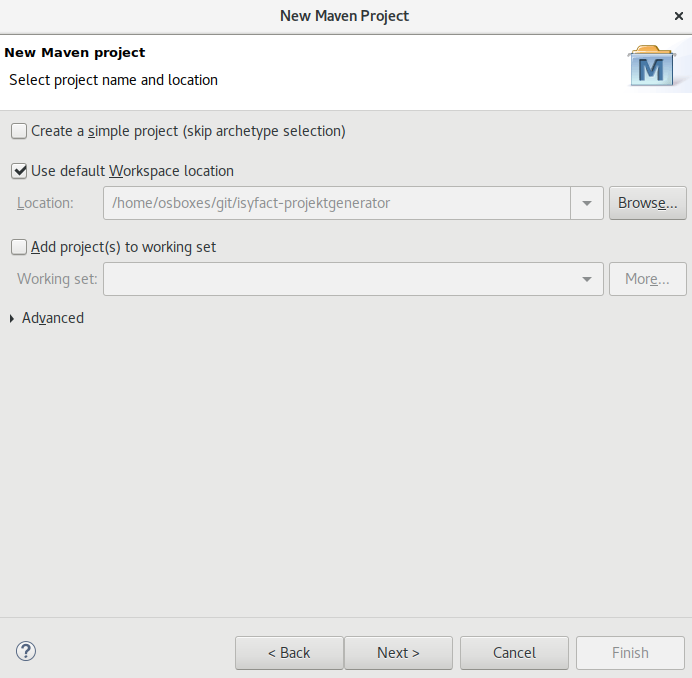 New Maven Project
New Maven project
Select project name and location
M
Create a simple project (skip archetype selection)
Use default Workspace location
Location: /home/osboxes/git/isyfact-projektgenerator Browse...
Add project(s) to working set
Working set: More...
Advanced
? < Back Next > Cancel Finish